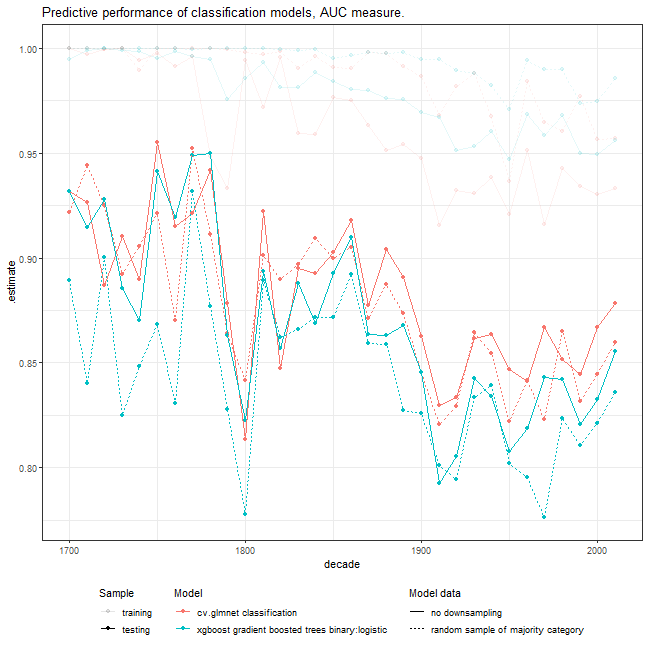 Predictive performance of classification models, AUC measure.
1.00
0.95
0.90
0.85
0.80
.estimate
1700
1800
1900
2000
decade
Sample
training
testing
Model
cv.glmnet classification
xgboost gradient boosted trees binary:logistic
Model data
no downsampling
random sample of majority category